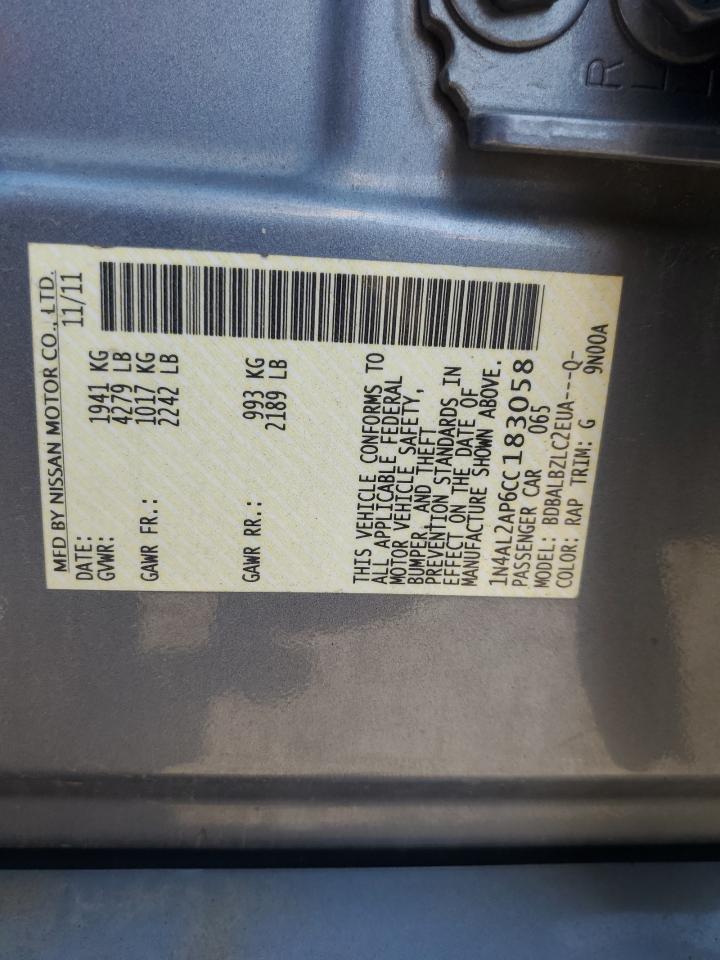 MFD BY NISSAN MOTOR CO., LTD.
DATE: 11/11
GVWR: 1941 KG
4279 LB
GAWR FR.: 1017 KG
2242 LB
GAWR RR.: 993 KG
2189 LB
THIS VEHICLE CONFORMS TO
ALL APPLICABLE FEDERAL
MOTOR VEHICLE SAFETY,
BUMPER, AND THEFT
PREVENTION STANDARDS IN
EFFECT ON THE DATE OF
MANUFACTURE SHOWN ABOVE.
1N4AL2AP6CC183058
PASSENGER CAR 065
MODEL: BDBALBZLC2EUA----Q-
COLOR: RAP TRIM: G 9N00A
R